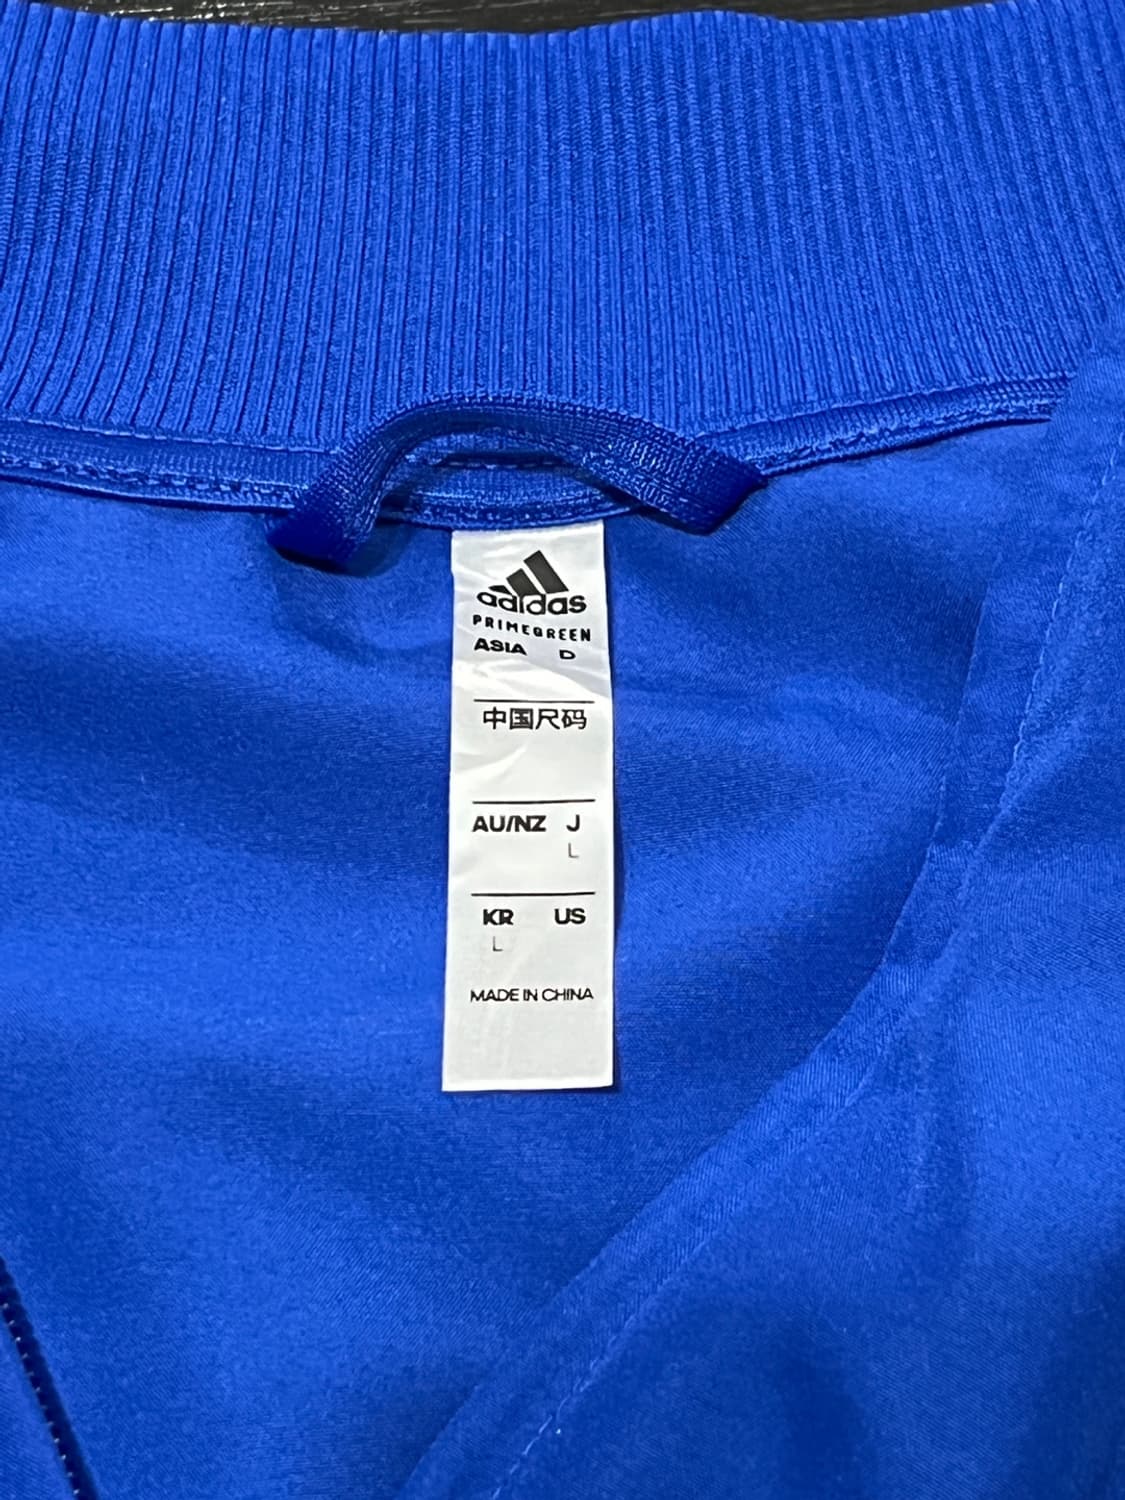 adidas
PRIMEGREEN
ASIA D
中国尺码
AU/NZ J
L
KR US
L
MADE IN CHINA